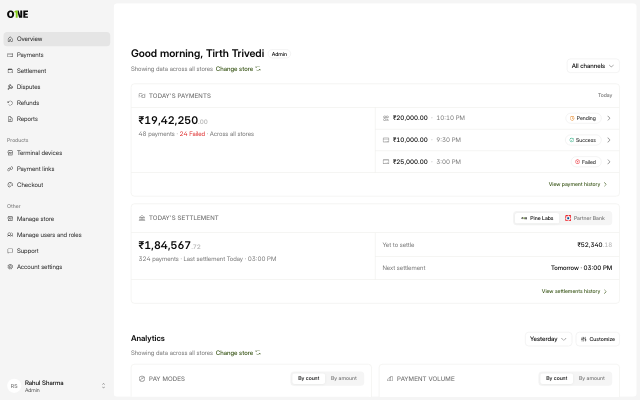 ONE
Overview
Payments
Settlement
Disputes
Refunds
Reports
Products
Terminal devices
Payment links
Checkout
Other
Manage store
Manage users and roles
Support
Account settings
RS
Rahul Sharma
Admin
Good morning, Tirth Trivedi Admin
Showing data across all stores Change store
All channels
TODAY'S PAYMENTS Today
₹19,42,250.00
48 payments · 24 Failed · Across all stores
₹20,000.00 · 10:10 PM Pending
₹10,000.00 · 9:30 PM Success
₹25,000.00 · 3:00 PM Failed
View payment history
TODAY'S SETTLEMENT Pine Labs Partner Bank
₹1,84,567.72
324 payments · Last settlement Today · 03:00 PM
Yet to settle ₹52,340.18
Next settlement Tomorrow · 03:00 PM
View settlements history
Analytics
Showing data across all stores Change store
Yesterday Customize
PAY MODES By count By amount
PAYMENT VOLUME By count By amount